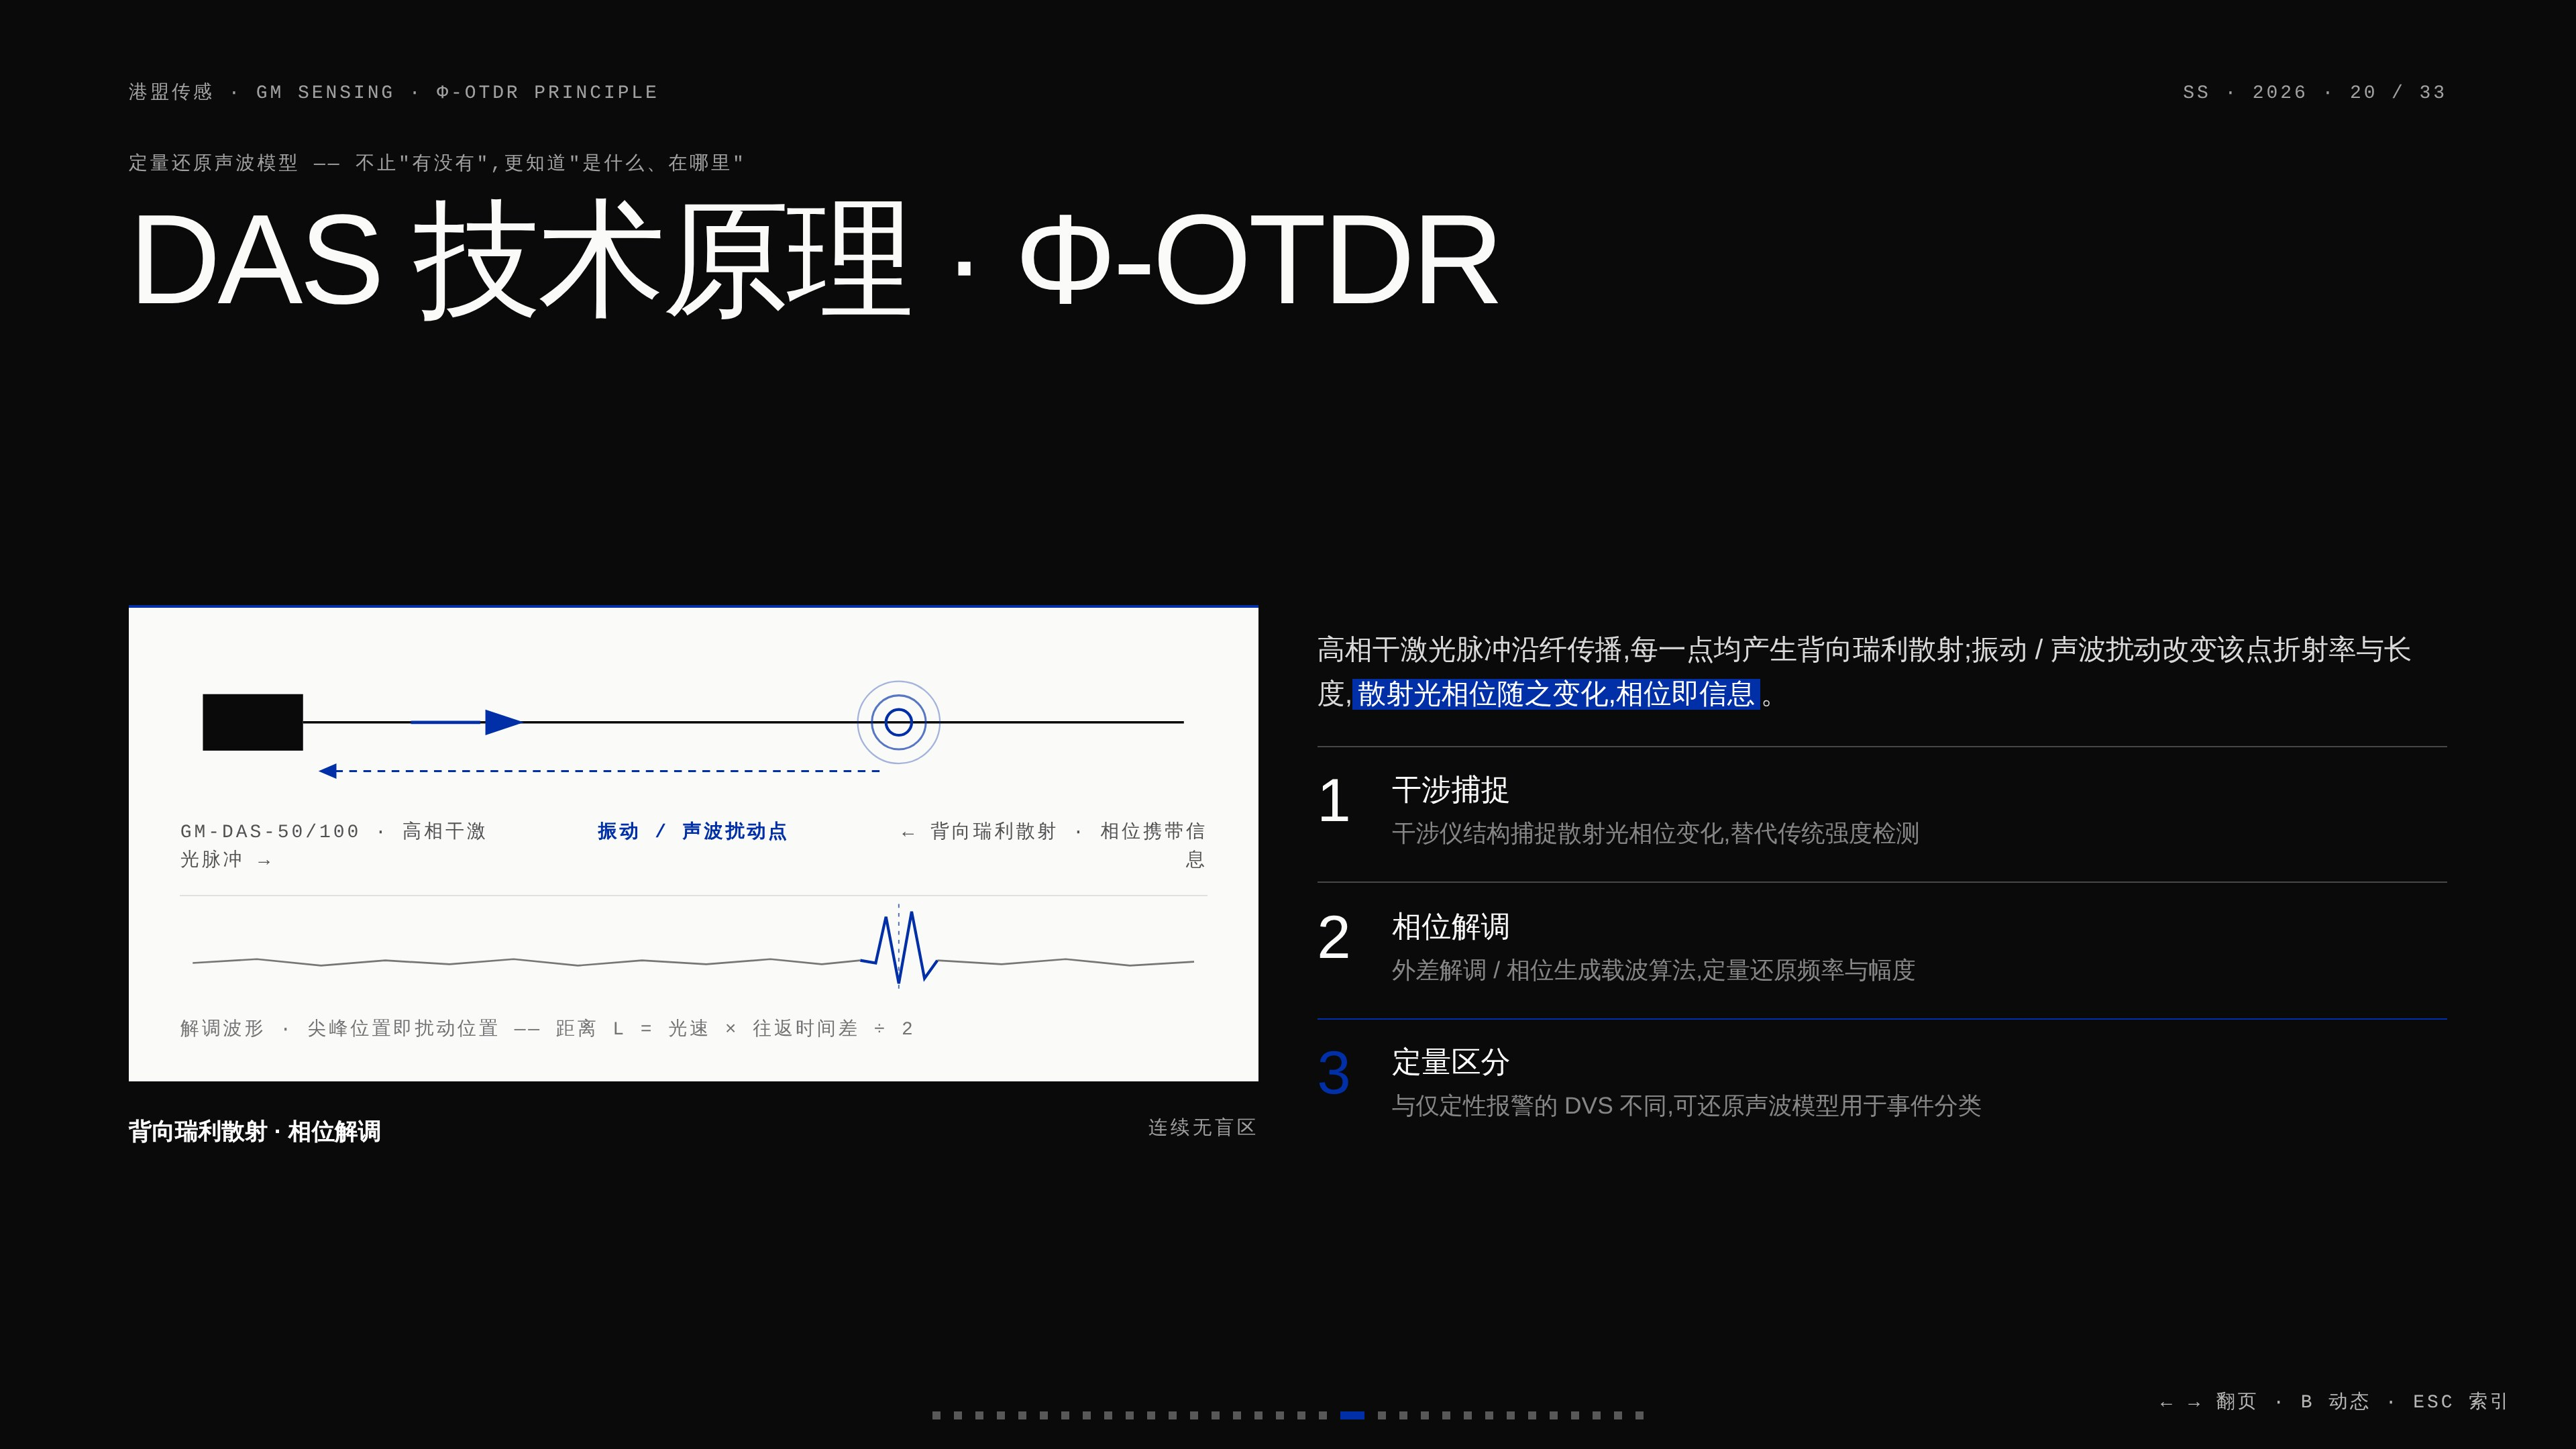 港盟传感 · GM SENSING · Φ-OTDR PRINCIPLE
SS · 2026 · 20 / 33
定量还原声波模型 —— 不止"有没有",更知道"是什么、在哪里"
DAS 技术原理 · Φ-OTDR
GM-DAS-50/100 · 高相干激
光脉冲 →
振动 / 声波扰动点
← 背向瑞利散射 · 相位携带信
息
解调波形 · 尖峰位置即扰动位置 —— 距离 L = 光速 × 往返时间差 ÷ 2
背向瑞利散射 · 相位解调
连续无盲区
高相干激光脉冲沿纤传播,每一点均产生背向瑞利散射;振动 / 声波扰动改变该点折射率与长
度,散射光相位随之变化,相位即信息。
1
干涉捕捉
干涉仪结构捕捉散射光相位变化,替代传统强度检测
2
相位解调
外差解调 / 相位生成载波算法,定量还原频率与幅度
3
定量区分
与仅定性报警的 DVS 不同,可还原声波模型用于事件分类
← → 翻页 · B 动态 · ESC 索引